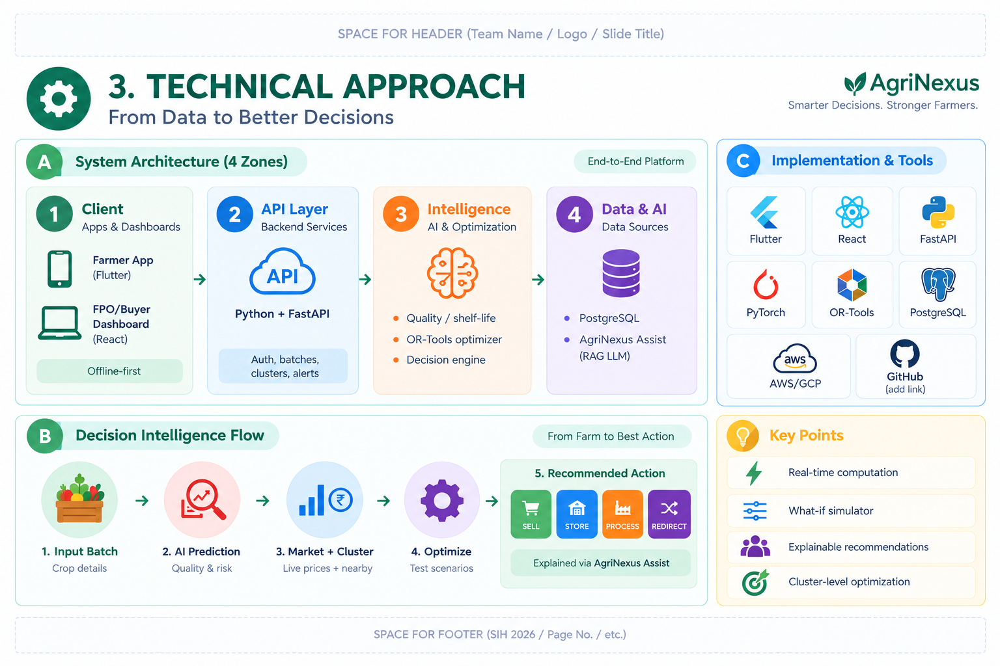 SPACE FOR HEADER (Team Name / Logo / Slide Title)
3. TECHNICAL APPROACH
From Data to Better Decisions
AgriNexus
Smarter Decisions. Stronger Farmers.
A
System Architecture (4 Zones)
End-to-End Platform
1
Client
Apps & Dashboards
Farmer App
(Flutter)
FPO/Buyer
Dashboard
(React)
Offline-first
2
API Layer
Backend Services
API
Python + FastAPI
Auth, batches,
clusters, alerts
3
Intelligence
AI & Optimization
Quality / shelf-life
OR-Tools optimizer
Decision engine
4
Data & AI
Data Sources
PostgreSQL
AgriNexus Assist
(RAG LLM)
C
Implementation & Tools
Flutter
React
FastAPI
PyTorch
OR-Tools
PostgreSQL
aws
AWS/GCP
GitHub
(add link)
B
Decision Intelligence Flow
From Farm to Best Action
1. Input Batch
Crop details
2. AI Prediction
Quality & risk
₹
3. Market + Cluster
Live prices + nearby
4. Optimize
Test scenarios
5. Recommended Action
SELL
STORE
PROCESS
REDIRECT
Explained via AgriNexus Assist
Key Points
Real-time computation
What-if simulator
Explainable recommendations
Cluster-level optimization
SPACE FOR FOOTER (SIH 2026 / Page No. / etc.)